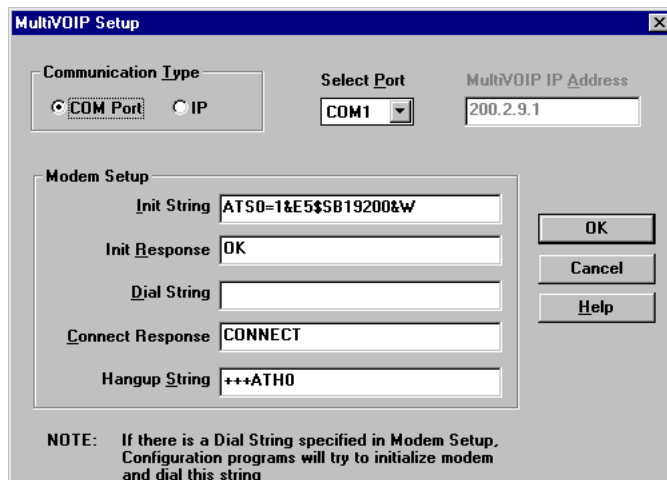 MultiVOIP Setup
Communication Type
COM Port
IP
Select Port
COM1
MultiVOIP IP Address
200.2.9.1
Modem Setup
Init String
ATS0=1&E5$SB19200&W
Init Response
OK
Dial String
Connect Response
CONNECT
Hangup String
+++ATH0
OK
Cancel
Help
NOTE: If there is a Dial String specified in Modem Setup,
Configuration programs will try to initialize modem
and dial this string